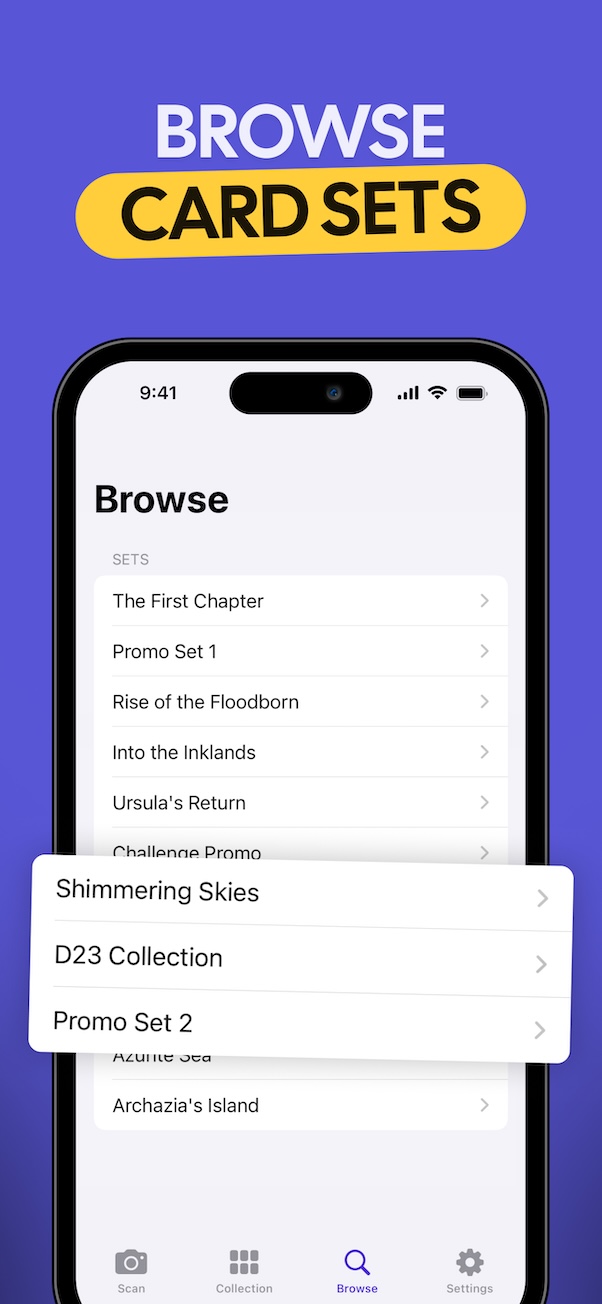 BROWSE
CARD SETS
9:41
Browse
SETS
The First Chapter
Promo Set 1
Rise of the Floodborn
Into the Inklands
Ursula's Return
Challenge Promo
Shimmering Skies
D23 Collection
Promo Set 2
Azurite Sea
Archazia's Island
Scan
Collection
Browse
Settings